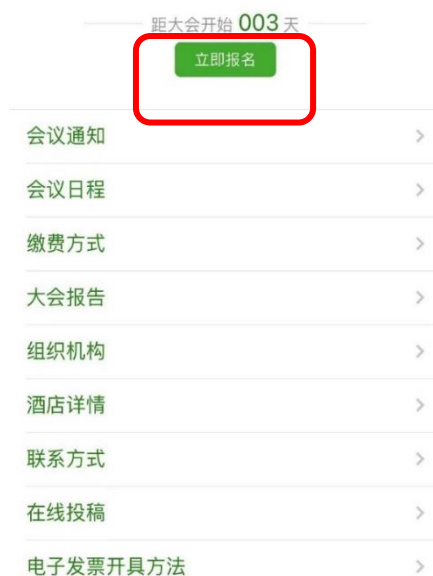 距大会开始 003 天
立即报名
会议通知
会议日程
缴费方式
大会报告
组织机构
酒店详情
联系方式
在线投稿
电子发票开具方法